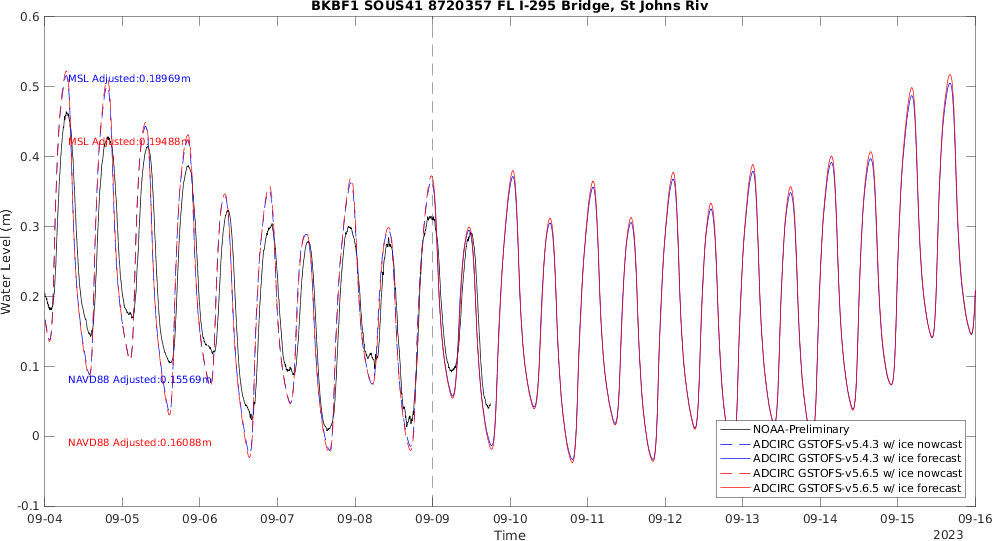 BKBF1 SOUS41 8720357 FL I-295 Bridge, St Johns Riv
0.6
0.5
0.4
0.3
0.2
0.1
0
-0.1
Water Level (m)
MSL Adjusted:0.18969m
MSL Adjusted:0.19488m
NAVD88 Adjusted:0.15569m
NAVD88 Adjusted:0.16088m
NOAA-Preliminary
ADCIRC GSTOFS-v5.4.3 w/ ice nowcast
ADCIRC GSTOFS-v5.4.3 w/ ice forecast
ADCIRC GSTOFS-v5.6.5 w/ ice nowcast
ADCIRC GSTOFS-v5.6.5 w/ ice forecast
09-04 09-05 09-06 09-07 09-08 09-09 09-10 09-11 09-12 09-13 09-14 09-15 09-16
Time
2023